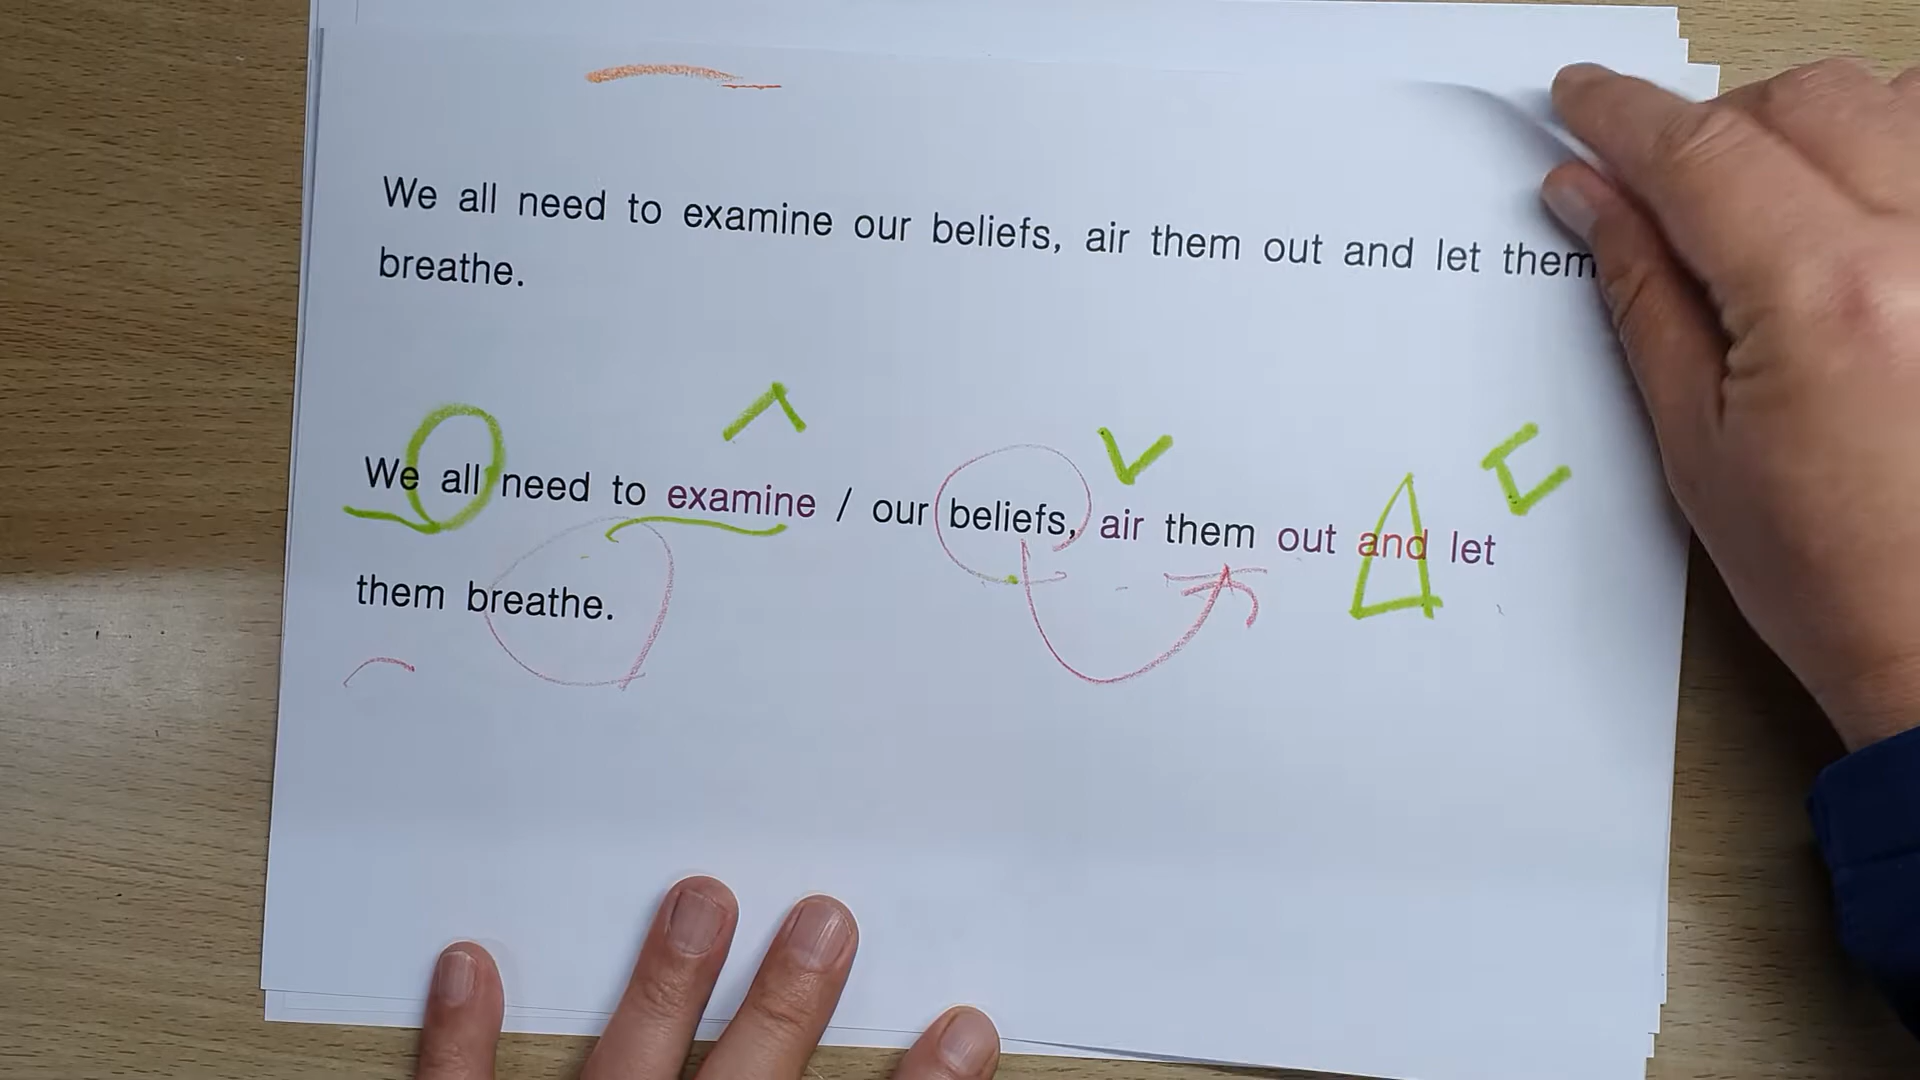 We all need to examine our beliefs, air them out and let them
breathe.
We all need to examine / our beliefs, air them out and let
them breathe.